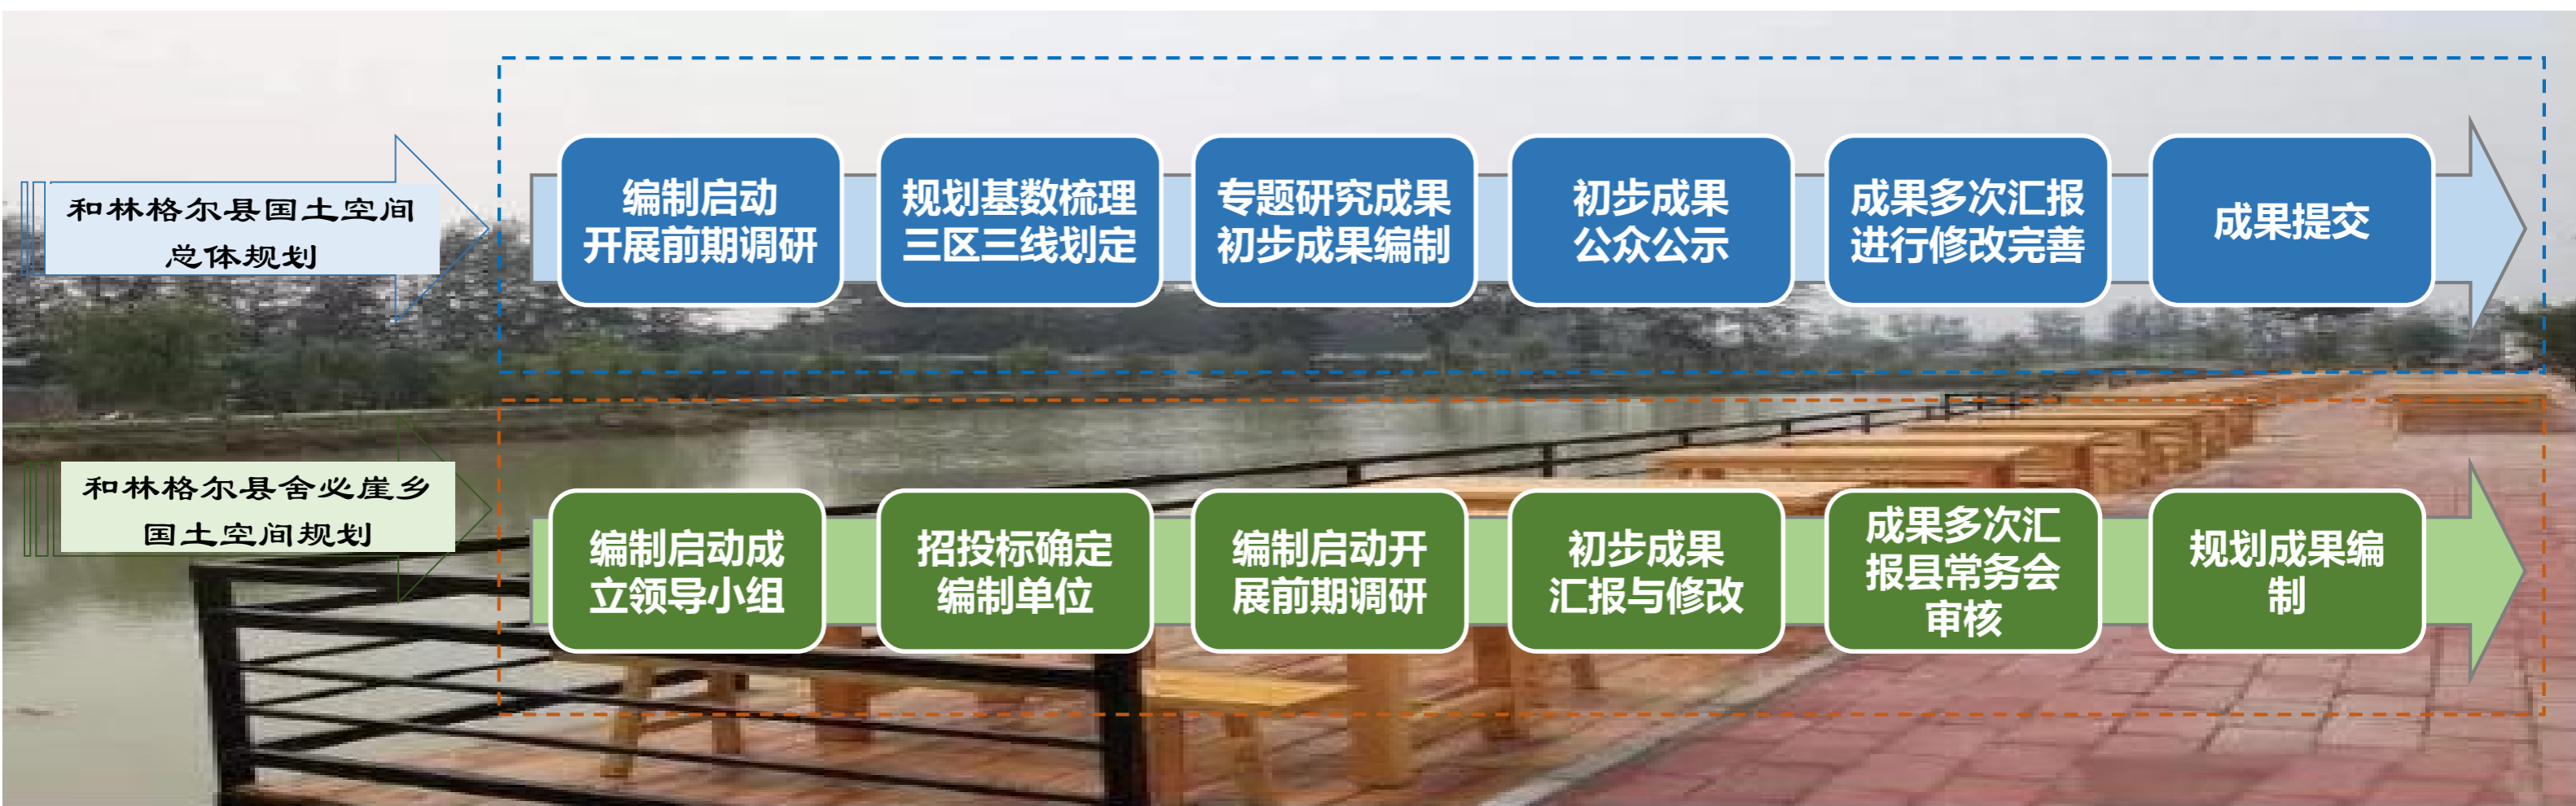 和林格尔县国土空间
总体规划
编制启动
开展前期调研
规划基数梳理
三区三线划定
专题研究成果
初步成果编制
初步成果
公众公示
成果多次汇报
进行修改完善
成果提交
和林格尔县舍必崖乡
国土空间规划
编制启动成
立领导小组
招投标确定
编制单位
编制启动开
展前期调研
初步成果
汇报与修改
成果多次汇
报县常务会
审核
规划成果编
制